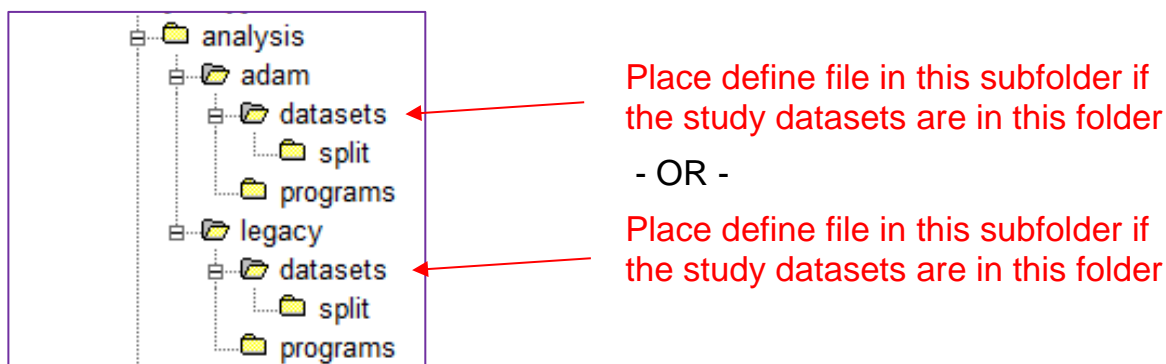 analysis
adam
datasets
split
programs
legacy
datasets
split
programs
Place define file in this subfolder if
the study datasets are in this folder
- OR -
Place define file in this subfolder if
the study datasets are in this folder